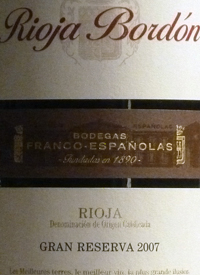 Rioja Bordón
BODEGAS
FRANCO-ESPAÑOLAS
Fundadas en 1890
RIOJA
Denominación de Origen Calificada
GRAN RESERVA 2007